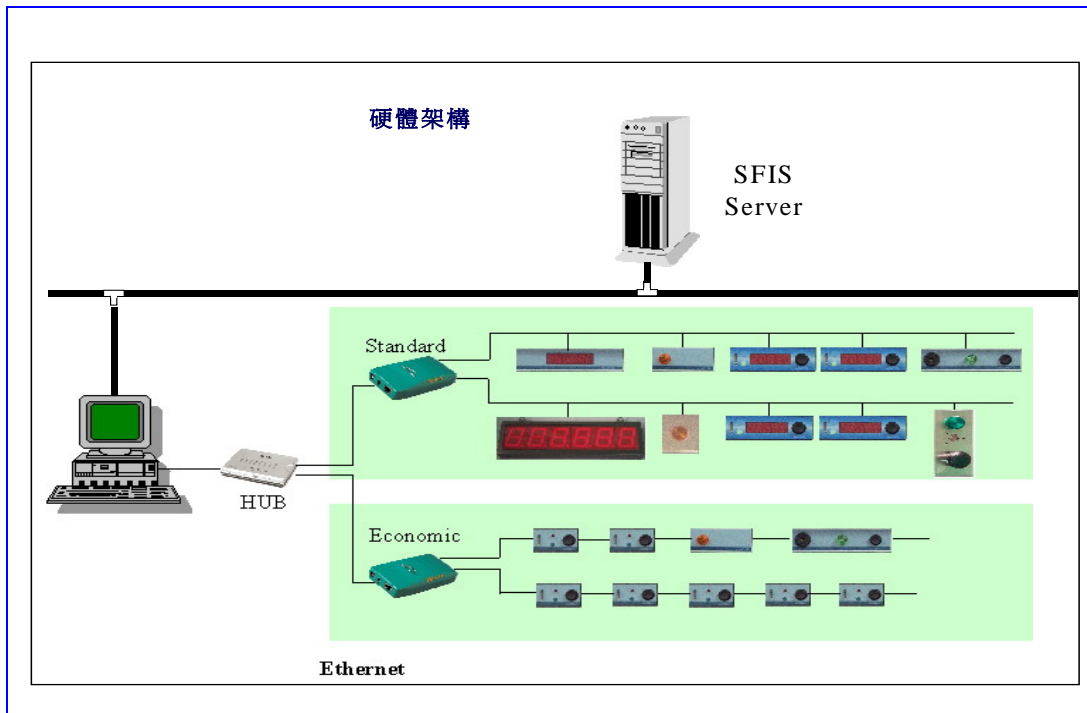 硬體架構
SFIS
Server
Standard
HUB
Economic
Ethernet